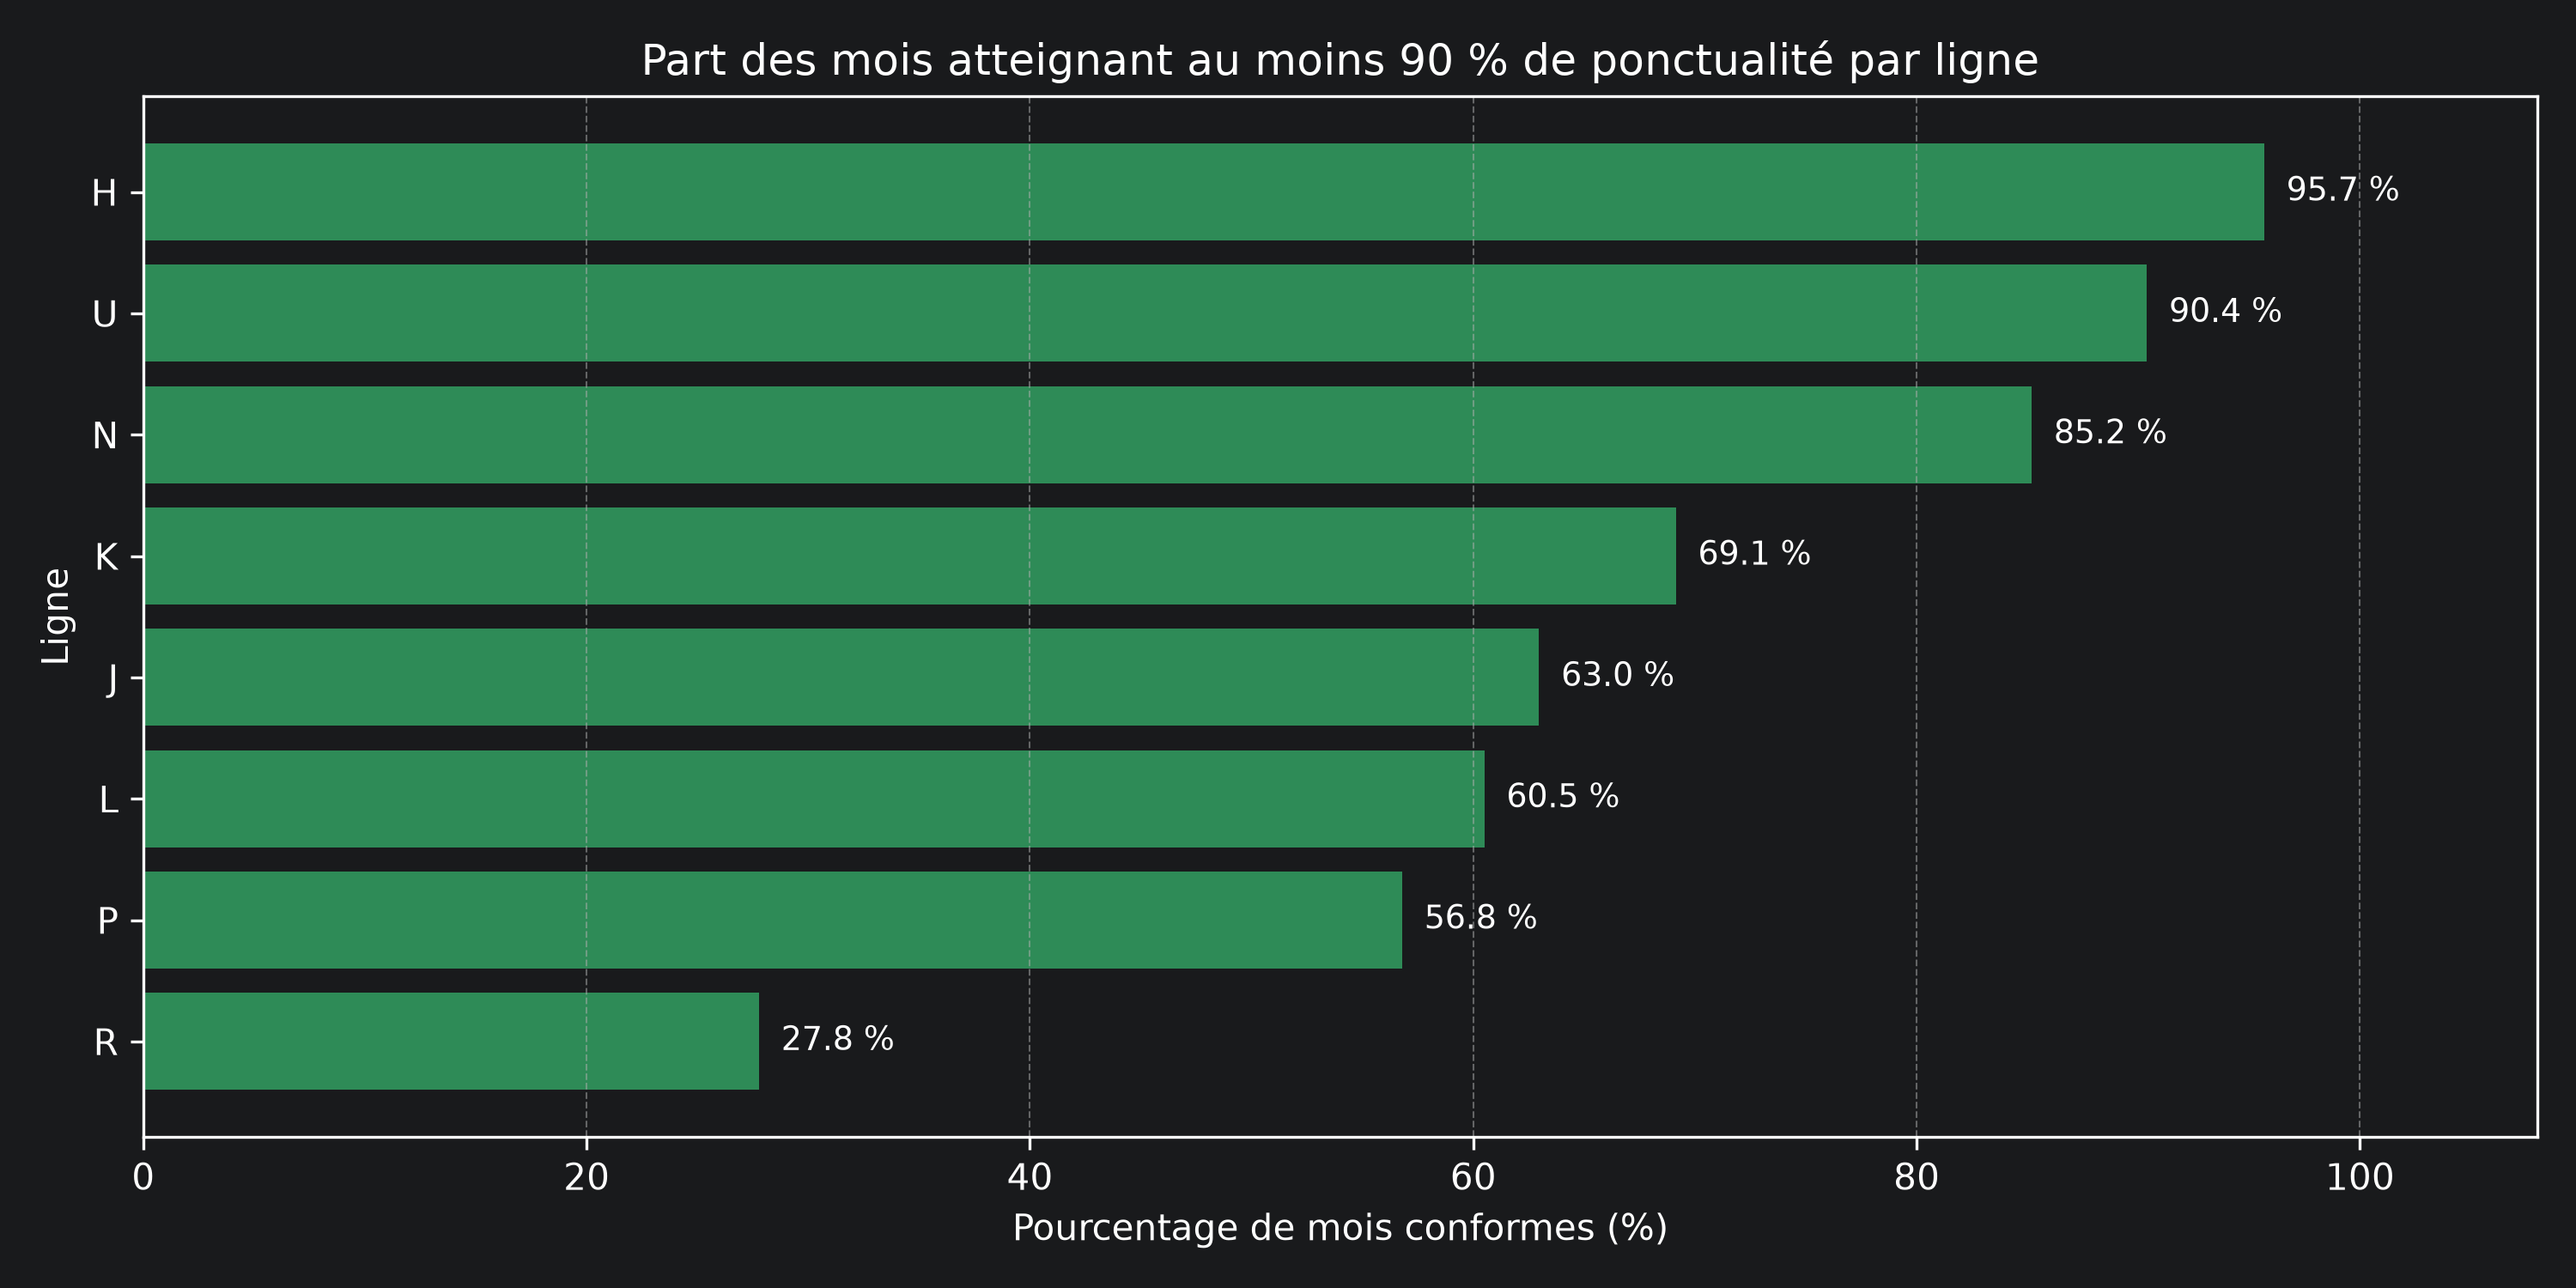 Part des mois atteignant au moins 90 % de ponctualité par ligne
H
95.7 %
U
90.4 %
N
85.2 %
K
69.1 %
J
63.0 %
L
60.5 %
P
56.8 %
R
27.8 %
Ligne
0 20 40 60 80 100
Pourcentage de mois conformes (%)